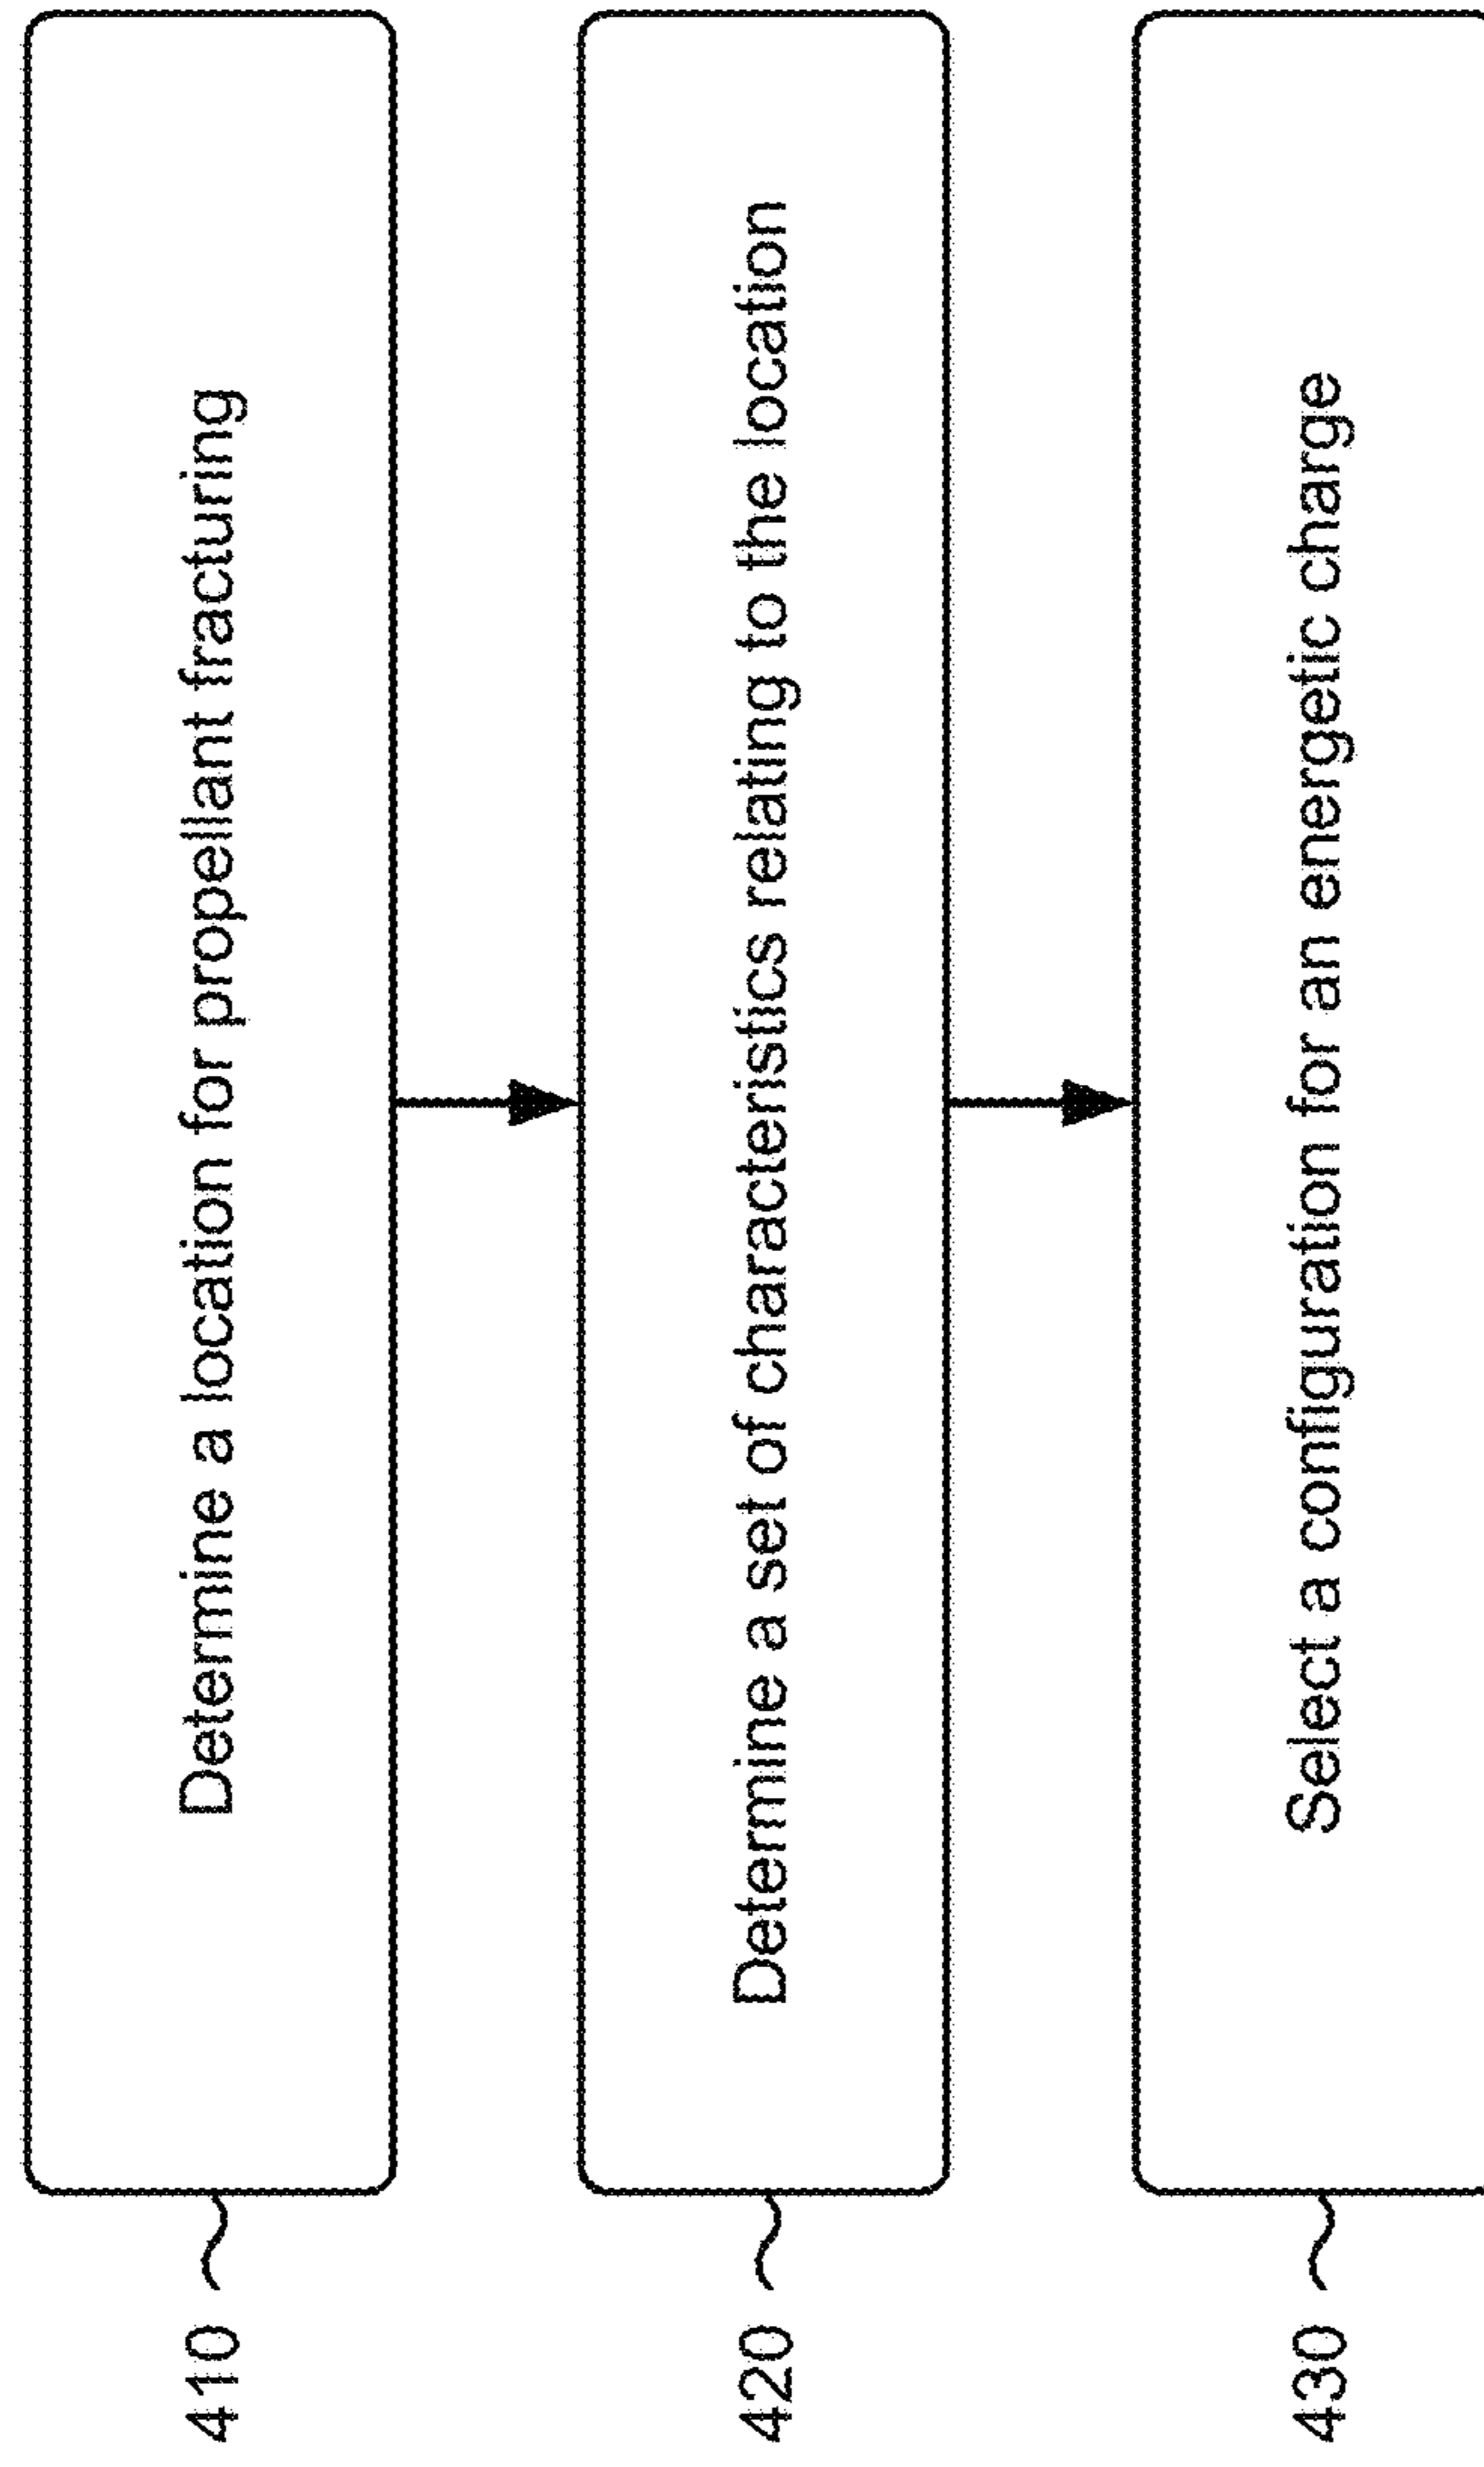 410
Determine a location for propellant fracturing
420
Determine a set of characteristics relating to the location
430
Select a configuration for an energetic charge